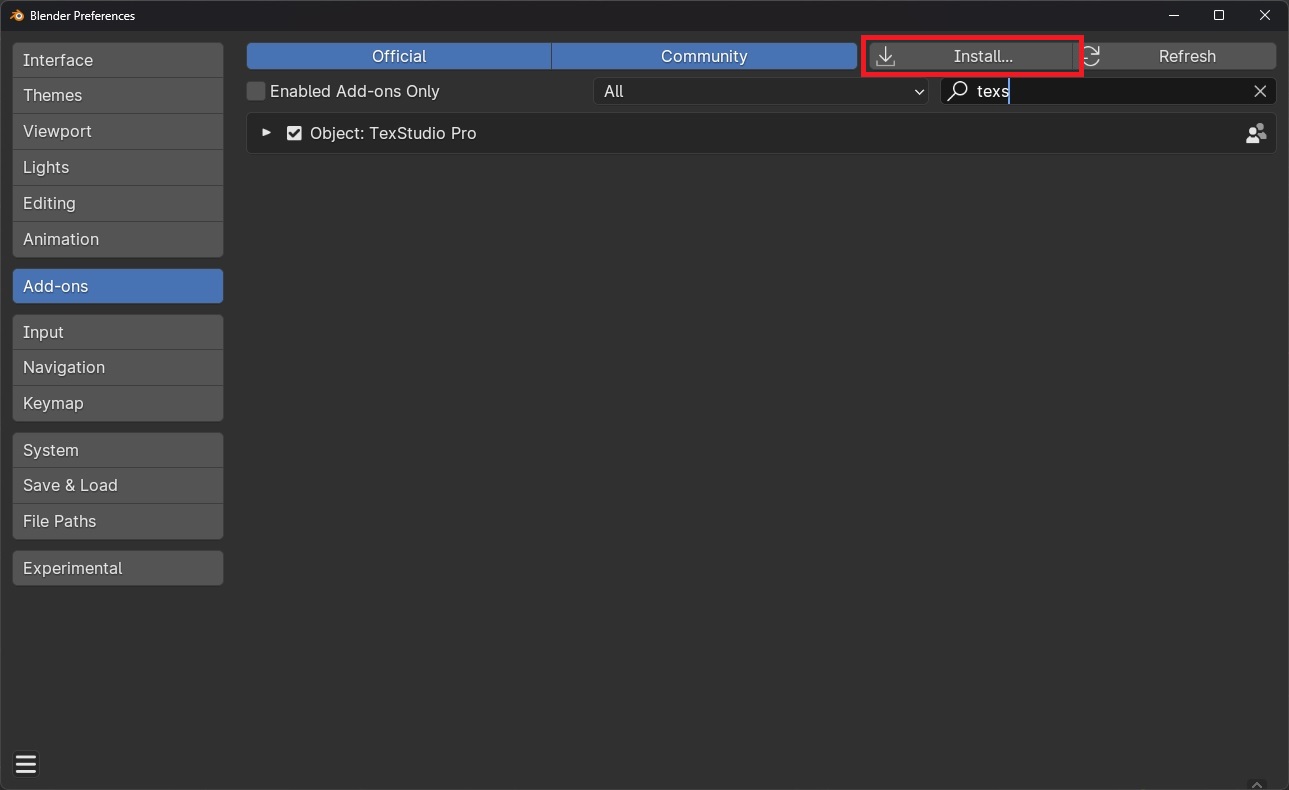 Blender Preferences
Interface
Themes
Viewport
Lights
Editing
Animation
Add-ons
Input
Navigation
Keymap
System
Save & Load
File Paths
Experimental
Official Community Install... Refresh
Enabled Add-ons Only All texs
Object: TexStudio Pro